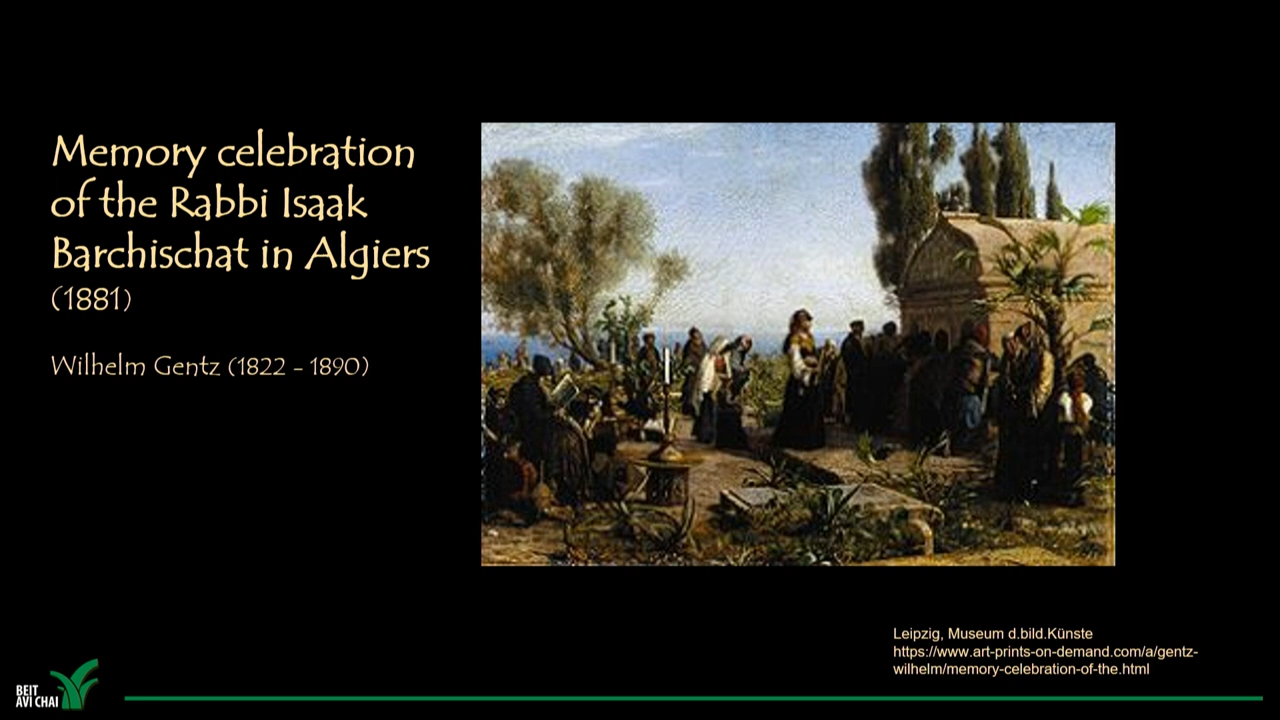 Memory celebration
of the Rabbi Isaak
Barchischat in Algiers
(1881)
Wilhelm Gentz (1822 - 1890)
Leipzig, Museum d.bild.Künste
https://www.art-prints-on-demand.com/a/gentz-
wilhelm/memory-celebration-of-the.html
BEIT
AVI CHAI